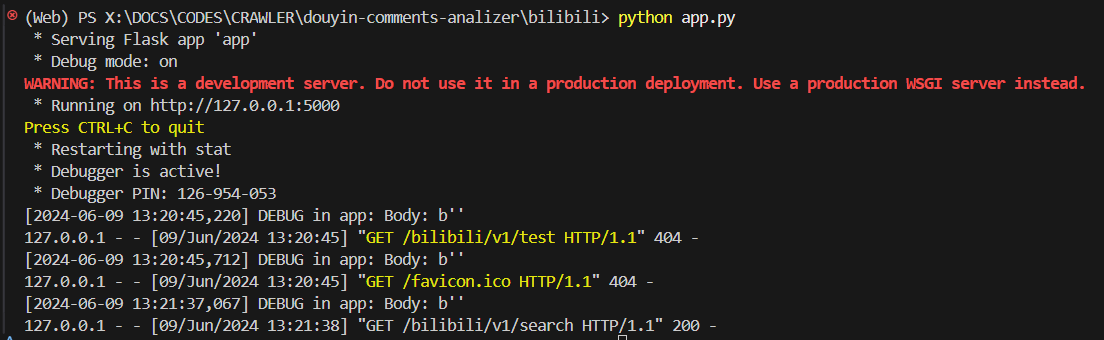 (Web) PS X:\DOCS\CODES\CRAWLER\douyin-comments-analizer\bilibili> python app.py
 * Serving Flask app 'app'
 * Debug mode: on
WARNING: This is a development server. Do not use it in a production deployment. Use a production WSGI server instead.
 * Running on http://127.0.0.1:5000
Press CTRL+C to quit
 * Restarting with stat
 * Debugger is active!
 * Debugger PIN: 126-954-053
[2024-06-09 13:20:45,220] DEBUG in app: Body: b''
127.0.0.1 - - [09/Jun/2024 13:20:45] "GET /bilibili/v1/test HTTP/1.1" 404 -
[2024-06-09 13:20:45,712] DEBUG in app: Body: b''
127.0.0.1 - - [09/Jun/2024 13:20:45] "GET /favicon.ico HTTP/1.1" 404 -
[2024-06-09 13:21:37,067] DEBUG in app: Body: b''
127.0.0.1 - - [09/Jun/2024 13:21:38] "GET /bilibili/v1/search HTTP/1.1" 200 -